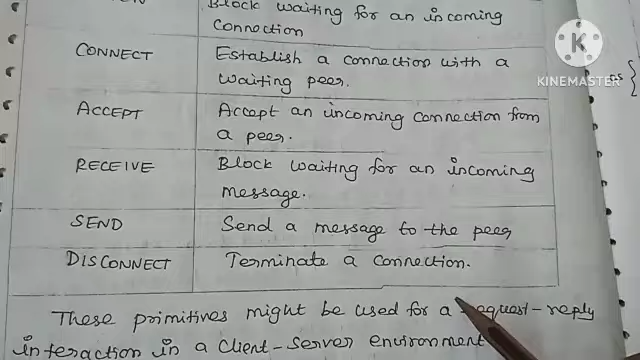 Block waiting for an incoming
connection
CONNECT
Establish a connection with a
waiting peer.
ACCEPT
Accept an incoming connection from
a peer.
RECEIVE
Block waiting for an incoming
message.
SEND
Send a message to the peer
DISCONNECT
Terminate a connection.
These primitives might be used for a request-reply
interaction in a client-server environment
as {
K
KINEMASTER